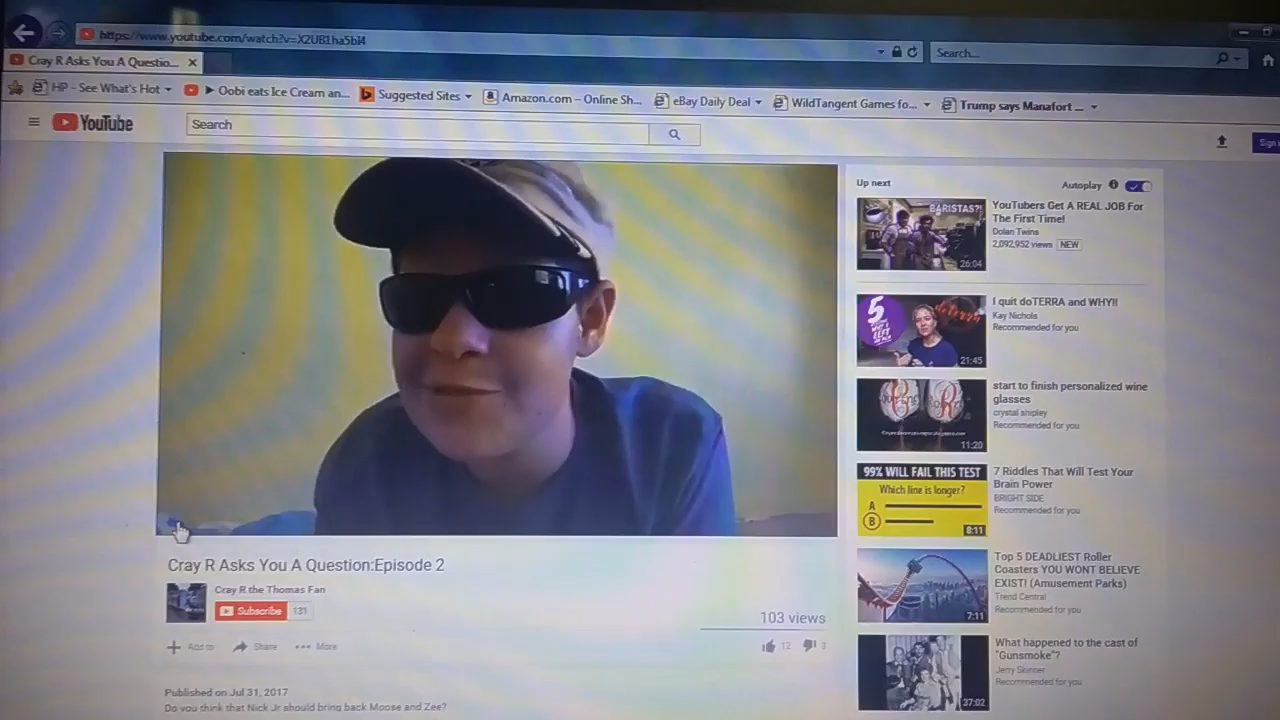 https://www.youtube.com/watch?v=X2UB1ha5bl4
Search...
Cray R Asks You A Questio...
HP - See What's Hot
Oobi eats Ice Cream an...
Suggested Sites
Amazon.com – Online Sh...
eBay Daily Deal
WildTangent Games fo...
Trump says Manafort ...
YouTube
Search
Sign
Up next
Autoplay
BARISTAS?!
26:04
YouTubers Get A REAL JOB For
The First Time!
Dolan Twins
2,092,952 views NEW
5
21:45
I quit doTERRA and WHY!!
Kay Nichols
Recommended for you
11:20
start to finish personalized wine
glasses
crystal shipley
Recommended for you
99% WILL FAIL THIS TEST
Which line is longer?
A
B
8:11
7 Riddles That Will Test Your
Brain Power
BRIGHT SIDE
Recommended for you
7:11
Top 5 DEADLIEST Roller
Coasters YOU WONT BELIEVE
EXIST! (Amusement Parks)
Trend Central
Recommended for you
37:02
What happened to the cast of
"Gunsmoke"?
Jerry Skinner
Recommended for you
Cray R Asks You A Question:Episode 2
Cray R the Thomas Fan
Subscribe 131
103 views
Add to
Share
More
12
3
Published on Jul 31, 2017
Do you think that Nick Jr should bring back Moose and Zee?